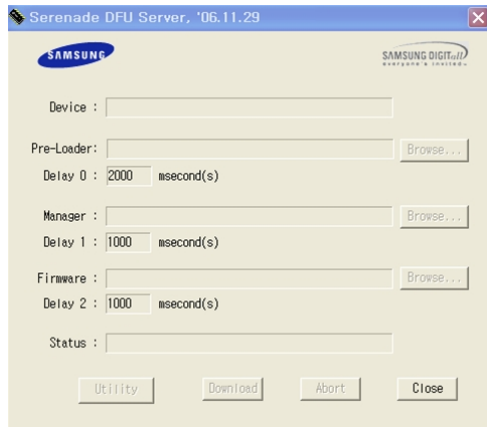 Serenade DFU Server, '06.11.29
SAMSUNG
SAMSUNG DIGITall
everyone's invited™
Device :
Pre-Loader: Browse...
Delay 0 : 2000 msecond(s)
Manager : Browse...
Delay 1 : 1000 msecond(s)
Firmware : Browse...
Delay 2 : 1000 msecond(s)
Status :
Utility Download Abort Close